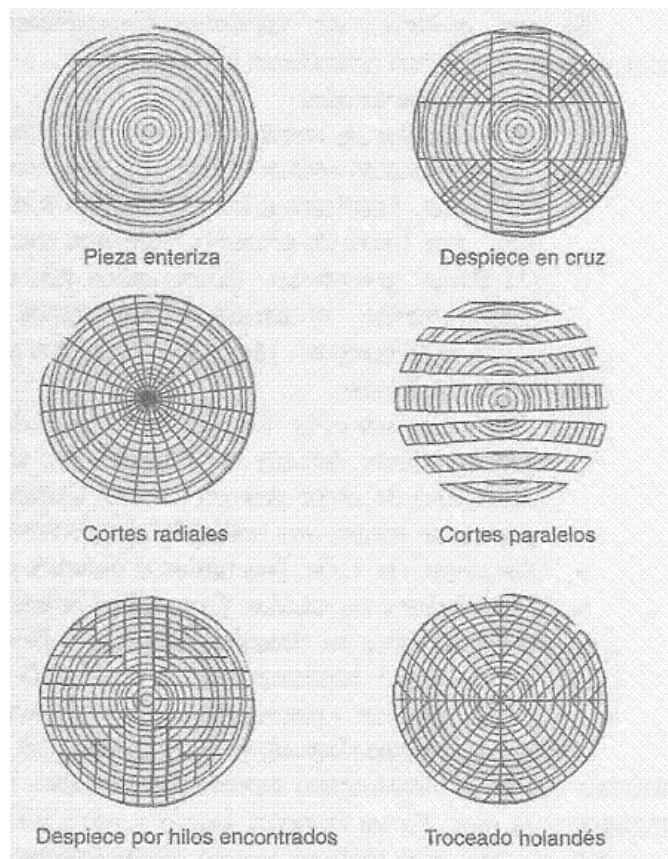 Pieza enteriza
Despiece en cruz
Cortes radiales
Cortes paralelos
Despiece por hilos encontrados
Troceado holandés